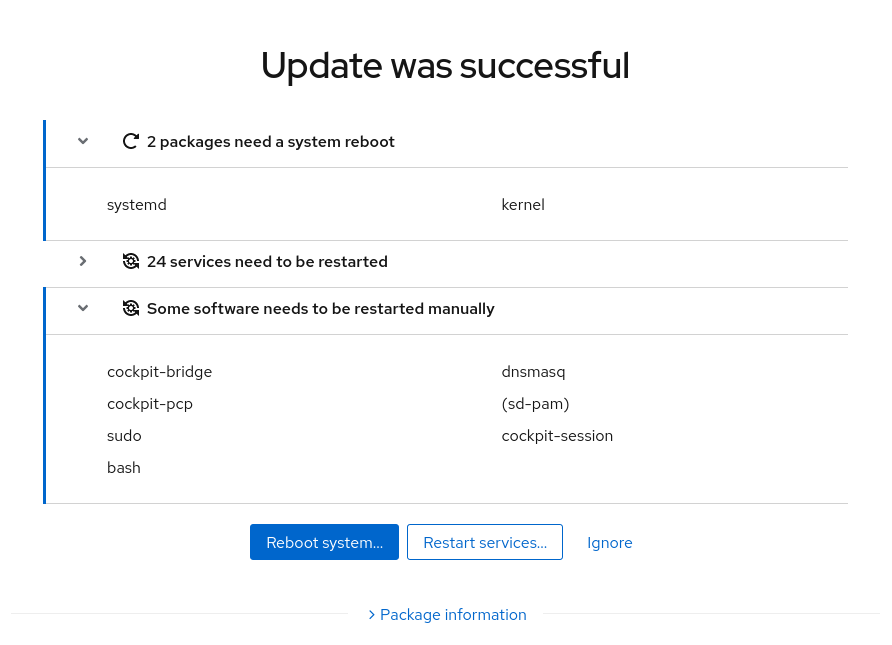 Update was successful
2 packages need a system reboot
systemd kernel
24 services need to be restarted
Some software needs to be restarted manually
cockpit-bridge dnsmasq
cockpit-pcp (sd-pam)
sudo cockpit-session
bash
Reboot system... Restart services... Ignore
Package information